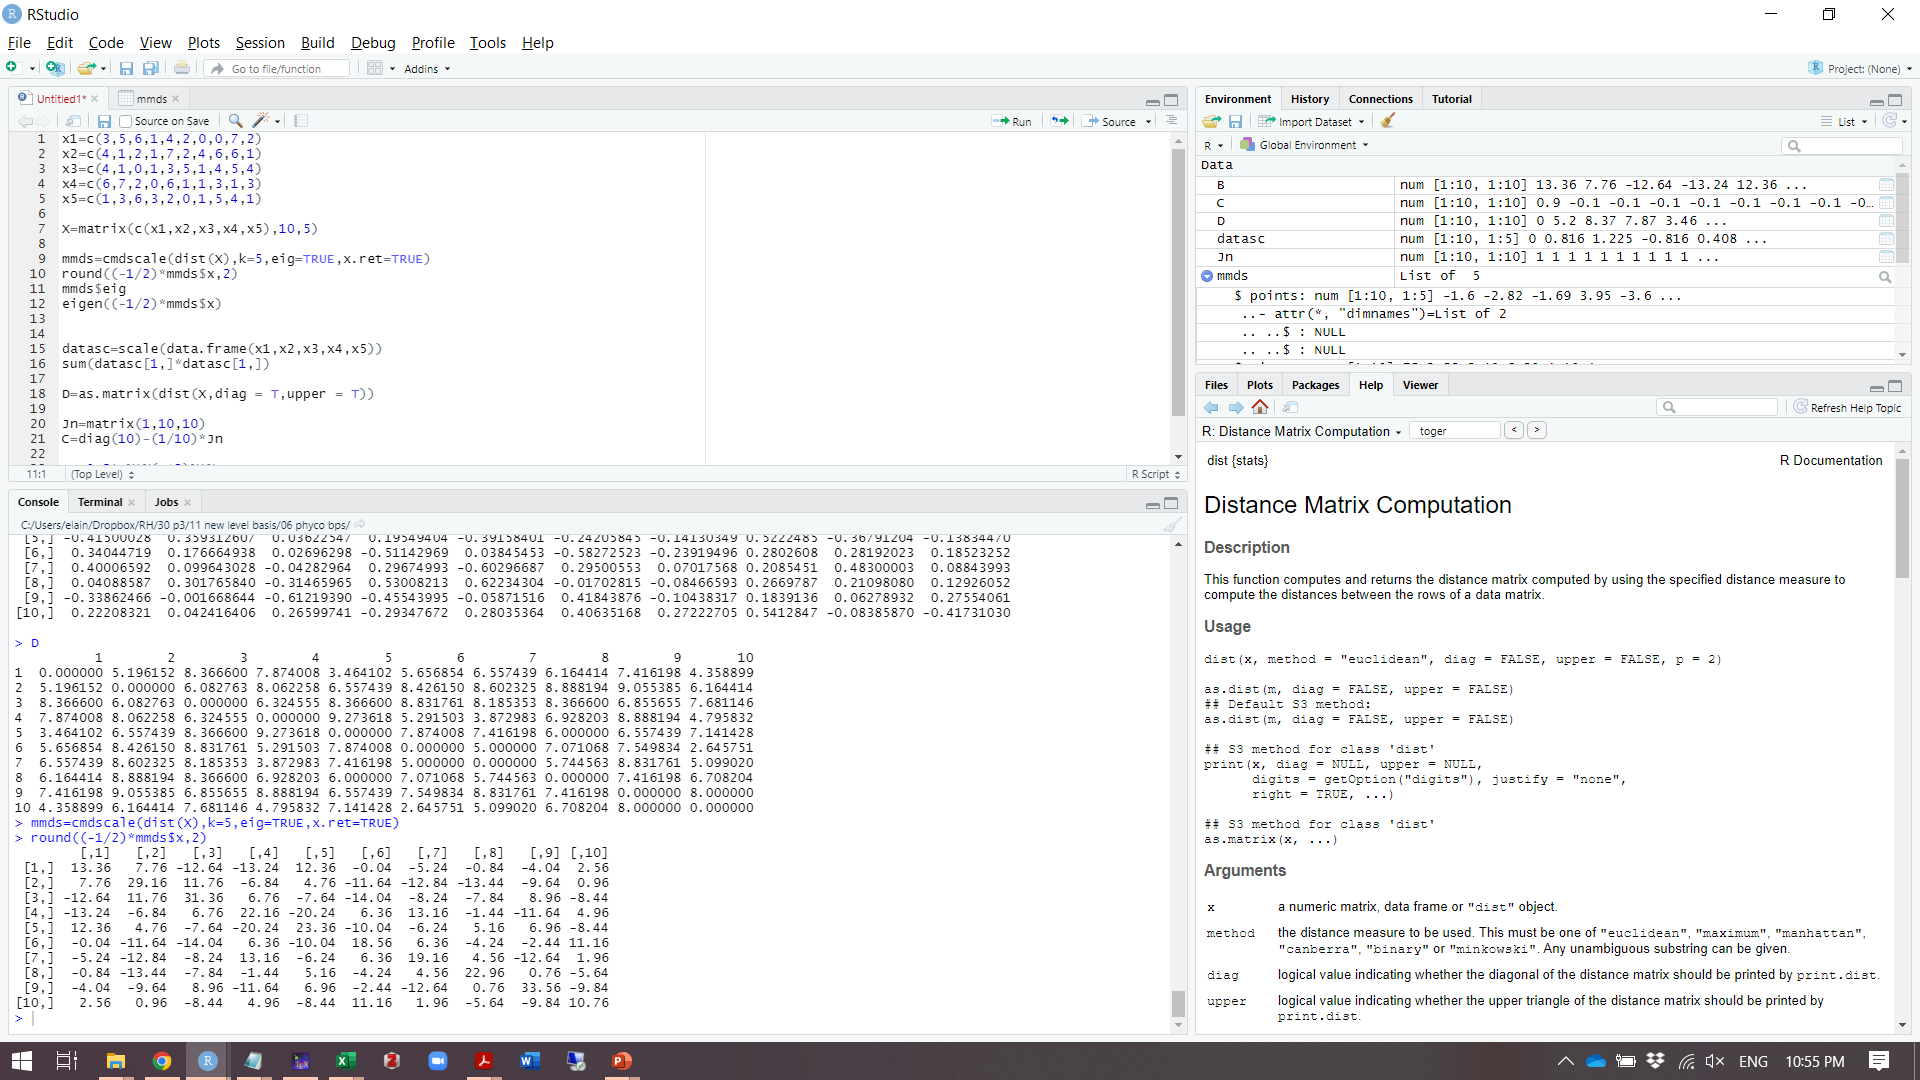 RStudio
File Edit Code View Plots Session Build Debug Profile Tools Help
Go to file/function Addins Project: (None)
Untitled1* mmds
Source on Save Run Source
1 x1=c(3,5,6,1,4,2,0,0,7,2)
2 x2=c(4,1,2,1,7,2,4,6,6,1)
3 x3=c(4,1,0,1,3,5,1,4,5,4)
4 x4=c(6,7,2,0,6,1,1,3,1,3)
5 x5=c(1,3,6,3,2,0,1,5,4,1)
6
7 X=matrix(c(x1,x2,x3,x4,x5),10,5)
8
9 mmds=cmdscale(dist(X),k=5,eig=TRUE,x.ret=TRUE)
10 round((-1/2)*mmds$x,2)
11 mmds$eig
12 eigen((-1/2)*mmds$x)
13
14
15 datasc=scale(data.frame(x1,x2,x3,x4,x5))
16 sum(datasc[1,]*datasc[1,])
17
18 D=as.matrix(dist(X,diag = T,upper = T))
19
20 Jn=matrix(1,10,10)
21 C=diag(10)-(1/10)*Jn
22
11:1 (Top Level) R Script
Console Terminal Jobs
C:/Users/elain/Dropbox/RH/30 p3/11 new level basis/06 phyco bps/
[5,] -0.41500028 0.359312607 0.03622547 0.19549404 -0.39158401 -0.24205845 -0.14130349 0.5222485 -0.36791204 -0.13834470
[6,] 0.34044719 0.176664938 0.02696298 -0.51142969 0.03845453 -0.58272523 -0.23919496 0.2802608 0.28192023 0.18523252
[7,] 0.40006592 0.099643028 -0.04282964 0.29674993 -0.60296687 0.29500553 0.07017568 0.2085451 0.48300003 0.08843993
[8,] 0.04088587 0.301765840 -0.31465965 0.53008213 0.62234304 -0.01702815 -0.08466593 0.2669787 0.21098080 0.12926052
[9,] -0.33862466 -0.001668644 -0.61219390 -0.45543995 -0.05871516 0.41843876 -0.10438317 0.1839136 0.06278932 0.27554061
[10,] 0.22208321 0.042416406 0.26599741 -0.29347672 0.28035364 0.40635168 0.27222705 0.5412847 -0.08385870 -0.41731030
> D
1 2 3 4 5 6 7 8 9 10
1 0.000000 5.196152 8.366600 7.874008 3.464102 5.656854 6.557439 6.164414 7.416198 4.358899
2 5.196152 0.000000 6.082763 8.062258 6.557439 8.426150 8.602325 8.888194 9.055385 6.164414
3 8.366600 6.082763 0.000000 6.324555 8.366600 8.831761 8.185353 8.366600 6.855655 7.681146
4 7.874008 8.062258 6.324555 0.000000 9.273618 5.291503 3.872983 6.928203 8.888194 4.795832
5 3.464102 6.557439 8.366600 9.273618 0.000000 7.874008 7.416198 6.000000 6.557439 7.141428
6 5.656854 8.426150 8.831761 5.291503 7.874008 0.000000 5.000000 7.071068 7.549834 2.645751
7 6.557439 8.602325 8.185353 3.872983 7.416198 5.000000 0.000000 5.744563 8.831761 5.099020
8 6.164414 8.888194 8.366600 6.928203 6.000000 7.071068 5.744563 0.000000 7.416198 6.708204
9 7.416198 9.055385 6.855655 8.888194 6.557439 7.549834 8.831761 7.416198 0.000000 8.000000
10 4.358899 6.164414 7.681146 4.795832 7.141428 2.645751 5.099020 6.708204 8.000000 0.000000
> mmds=cmdscale(dist(X),k=5,eig=TRUE,x.ret=TRUE)
> round((-1/2)*mmds$x,2)
[,1] [,2] [,3] [,4] [,5] [,6] [,7] [,8] [,9] [,10]
[1,] 13.36 7.76 -12.64 -13.24 12.36 -0.04 -5.24 -0.84 -4.04 2.56
[2,] 7.76 29.16 11.76 -6.84 4.76 -11.64 -12.84 -13.44 -9.64 0.96
[3,] -12.64 11.76 31.36 6.76 -7.64 -14.04 -8.24 -7.84 8.96 -8.44
[4,] -13.24 -6.84 6.76 22.16 -20.24 6.36 13.16 -1.44 -11.64 4.96
[5,] 12.36 4.76 -7.64 -20.24 23.36 -10.04 -6.24 5.16 6.96 -8.44
[6,] -0.04 -11.64 -14.04 6.36 -10.04 18.56 6.36 -4.24 -2.44 11.16
[7,] -5.24 -12.84 -8.24 13.16 -6.24 6.36 19.16 4.56 -12.64 1.96
[8,] -0.84 -13.44 -7.84 -1.44 5.16 -4.24 4.56 22.96 0.76 -5.64
[9,] -4.04 -9.64 8.96 -11.64 6.96 -2.44 -12.64 0.76 33.56 -9.84
[10,] 2.56 0.96 -8.44 4.96 -8.44 11.16 1.96 -5.64 -9.84 10.76
>
Environment History Connections Tutorial
Import Dataset List
R Global Environment
Data
B num [1:10, 1:10] 13.36 7.76 -12.64 -13.24 12.36 ...
C num [1:10, 1:10] 0.9 -0.1 -0.1 -0.1 -0.1 -0.1 -0.1 -0.1 -0…
D num [1:10, 1:10] 0 5.2 8.37 7.87 3.46 ...
datasc num [1:10, 1:5] 0 0.816 1.225 -0.816 0.408 ...
Jn num [1:10, 1:10] 1 1 1 1 1 1 1 1 1 1 ...
mmds List of 5
$ points: num [1:10, 1:5] -1.6 -2.82 -1.69 3.95 -3.6 ...
..- attr(*, "dimnames")=List of 2
.. ..$ : NULL
.. ..$ : NULL
Files Plots Packages Help Viewer
Refresh Help Topic
R: Distance Matrix Computation toger < >
dist {stats} R Documentation
Distance Matrix Computation
Description
This function computes and returns the distance matrix computed by using the specified distance measure to
compute the distances between the rows of a data matrix.
Usage
dist(x, method = "euclidean", diag = FALSE, upper = FALSE, p = 2)
as.dist(m, diag = FALSE, upper = FALSE)
## Default S3 method:
as.dist(m, diag = FALSE, upper = FALSE)
## S3 method for class 'dist'
print(x, diag = NULL, upper = NULL,
digits = getOption("digits"), justify = "none",
right = TRUE, ...)
## S3 method for class 'dist'
as.matrix(x, ...)
Arguments
x a numeric matrix, data frame or "dist" object.
method the distance measure to be used. This must be one of "euclidean", "maximum", "manhattan",
"canberra", "binary" or "minkowski". Any unambiguous substring can be given.
diag logical value indicating whether the diagonal of the distance matrix should be printed by print.dist.
upper logical value indicating whether the upper triangle of the distance matrix should be printed by
print.dist.
ENG 10:55 PM